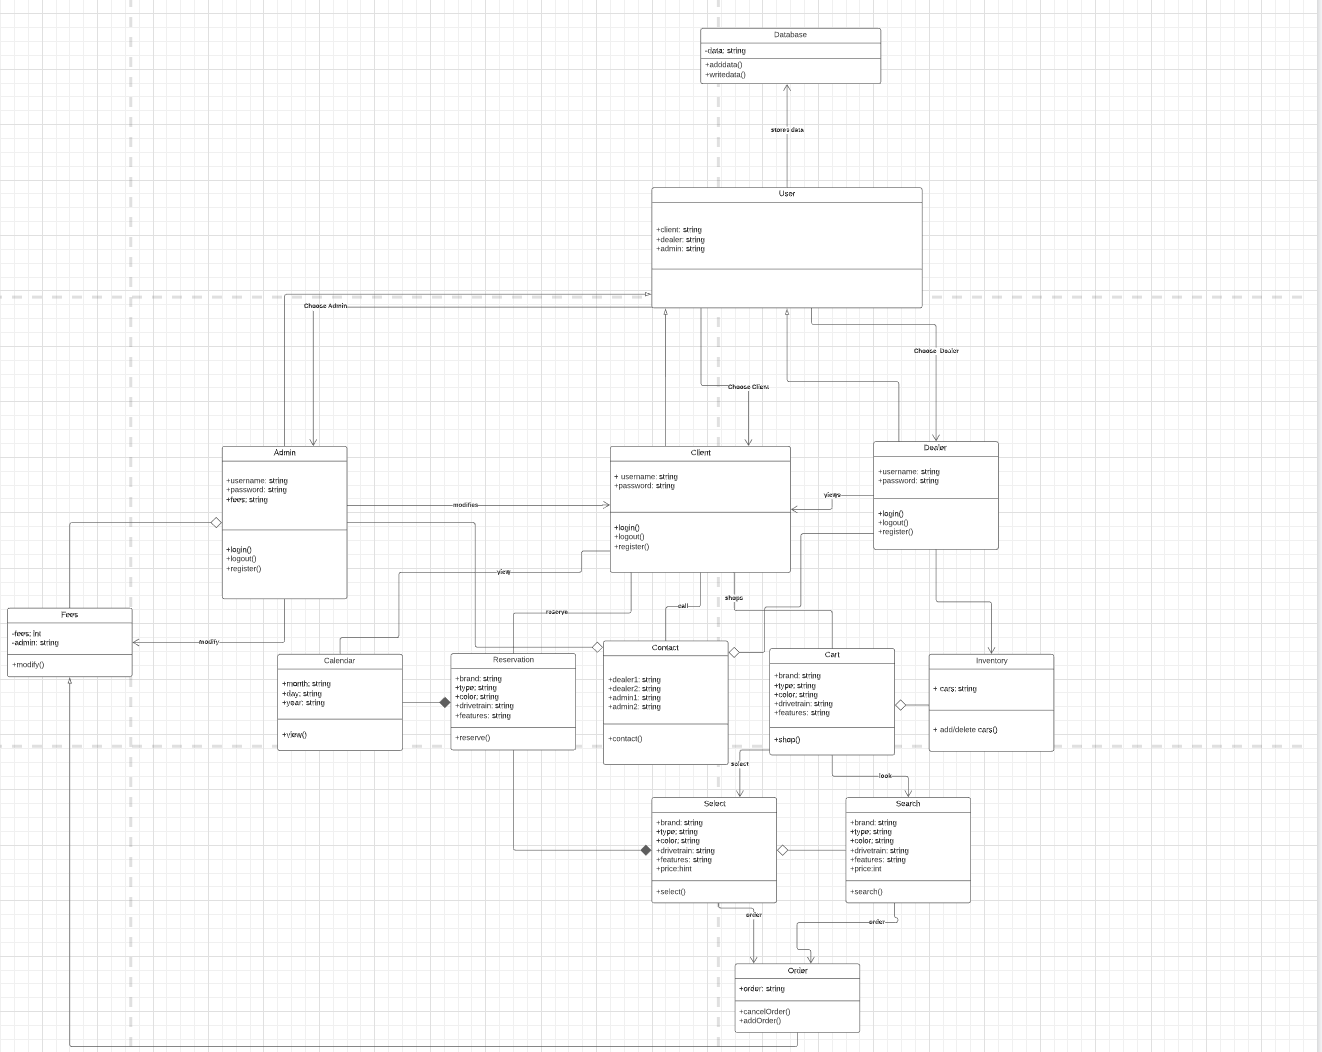 Database
-data: string
+adddata()
+writedata()
stores data
User
+client: string
+dealer: string
+admin: string
Choose Admin
Choose Dealer
Choose Client
Admin
+username: string
+password: string
+fees: string
+login()
+logout()
+register()
modifies
Client
+ username: string
+password: string
+login()
+logout()
+register()
views
Dealer
+username: string
+password: string
+login()
+logout()
+register()
view
reserve
call
shops
Fees
-fees: int
-admin: string
+modify()
modify
Calendar
+month: string
+day: string
+year: string
+view()
Reservation
+brand: string
+type: string
+color: string
+drivetrain: string
+features: string
+reserve()
Contact
+dealer1: string
+dealer2: string
+admin1: string
+admin2: string
+contact()
Cart
+brand: string
+type: string
+color: string
+drivetrain: string
+features: string
+shop()
Inventory
+ cars: string
+ add/delete cars()
select
look
Select
+brand: string
+type: string
+color: string
+drivetrain: string
+features: string
+price:hint
+select()
Search
+brand: string
+type: string
+color: string
+drivetrain: string
+features: string
+price:int
+search()
order
order
Order
+order: string
+cancelOrder()
+addOrder()